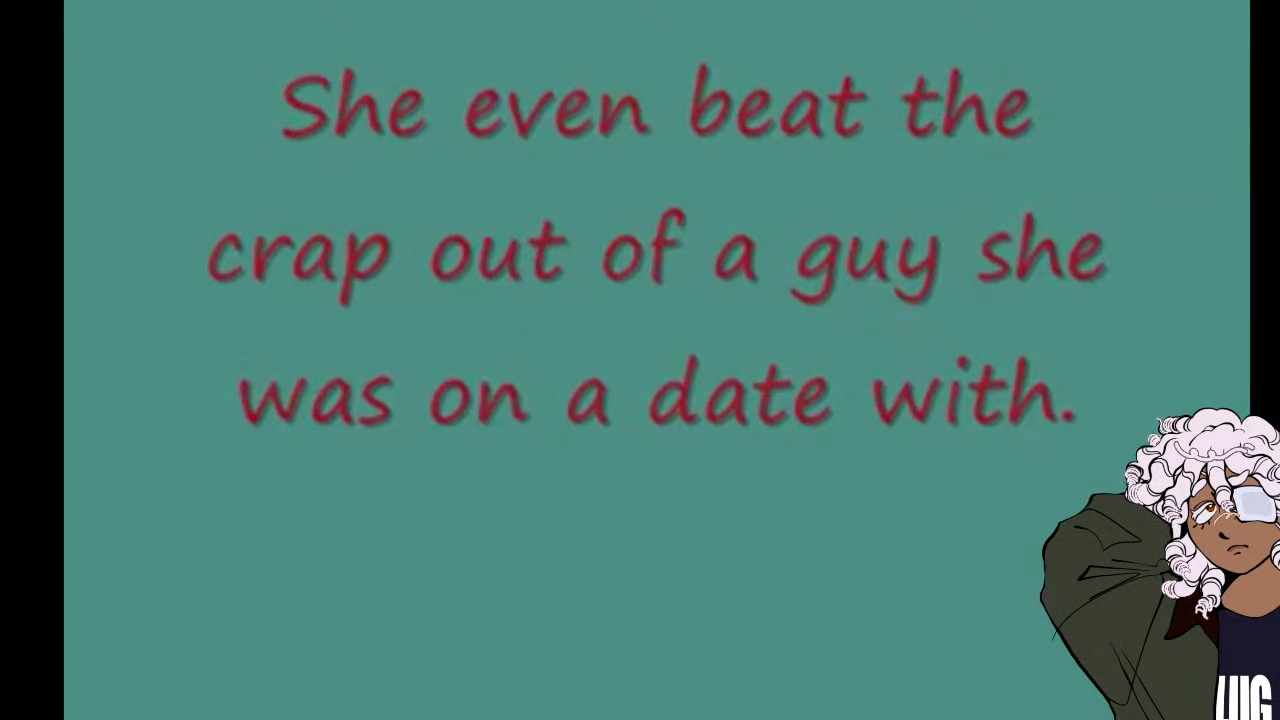 She even beat the
crap out of a guy she
was on a date with.